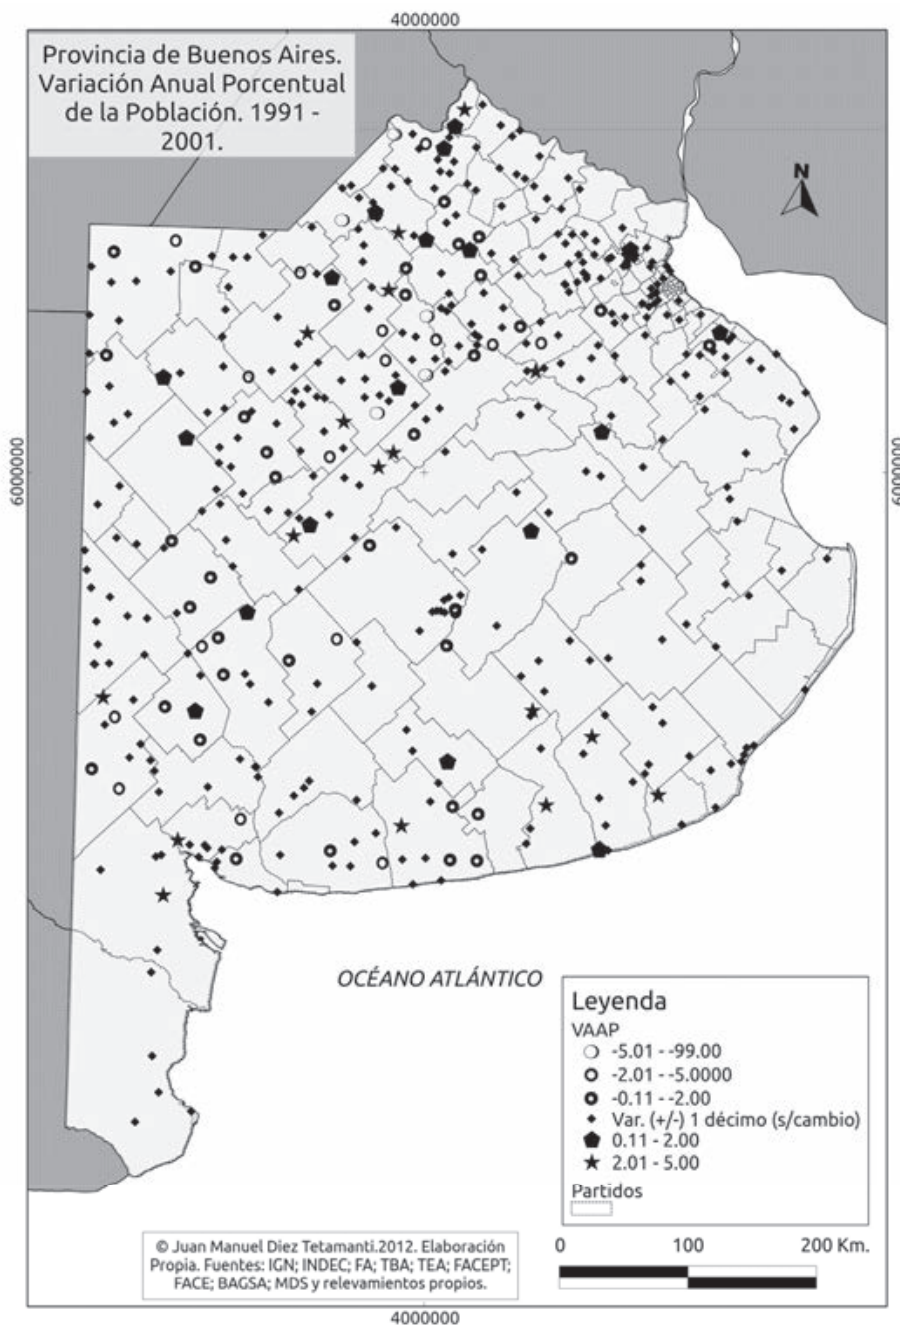 4000000
Provincia de Buenos Aires.
Variación Anual Porcentual
de la Población. 1991 -
2001.
N
6000000
6000000
OCÉANO ATLÁNTICO
Leyenda
VAAP
-5.01 - -99.00
-2.01 - -5.0000
-0.11 - -2.00
Var. (+/-) 1 décimo (s/cambio)
0.11 - 2.00
2.01 - 5.00
Partidos
© Juan Manuel Diez Tetamanti.2012. Elaboración
Propia. Fuentes: IGN; INDEC; FA; TBA; TEA; FACEPT;
FACE; BAGSA; MDS y relevamientos propios.
0 100 200 Km.
4000000